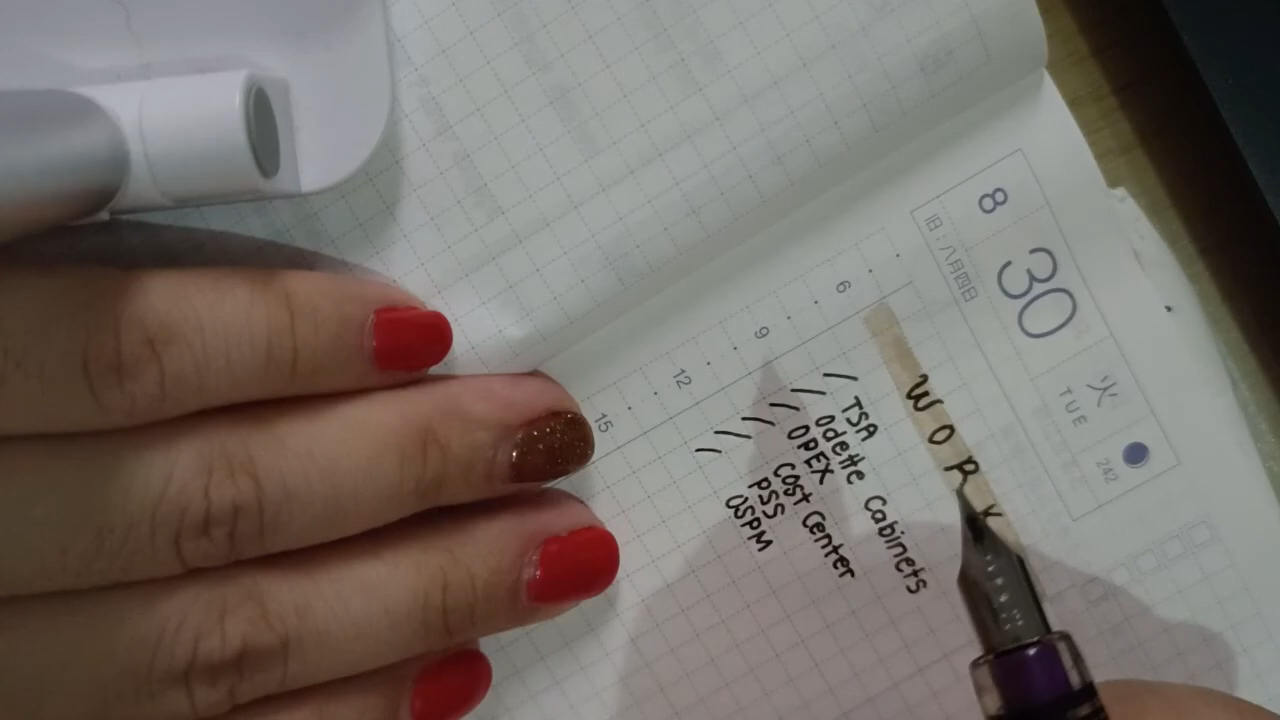 8
30
火
TUE
242
旧・八月四日
WORK
6
TSA
Odette Cabinets
9
OPEX
Cost Center
12
PSS
OSPM
15